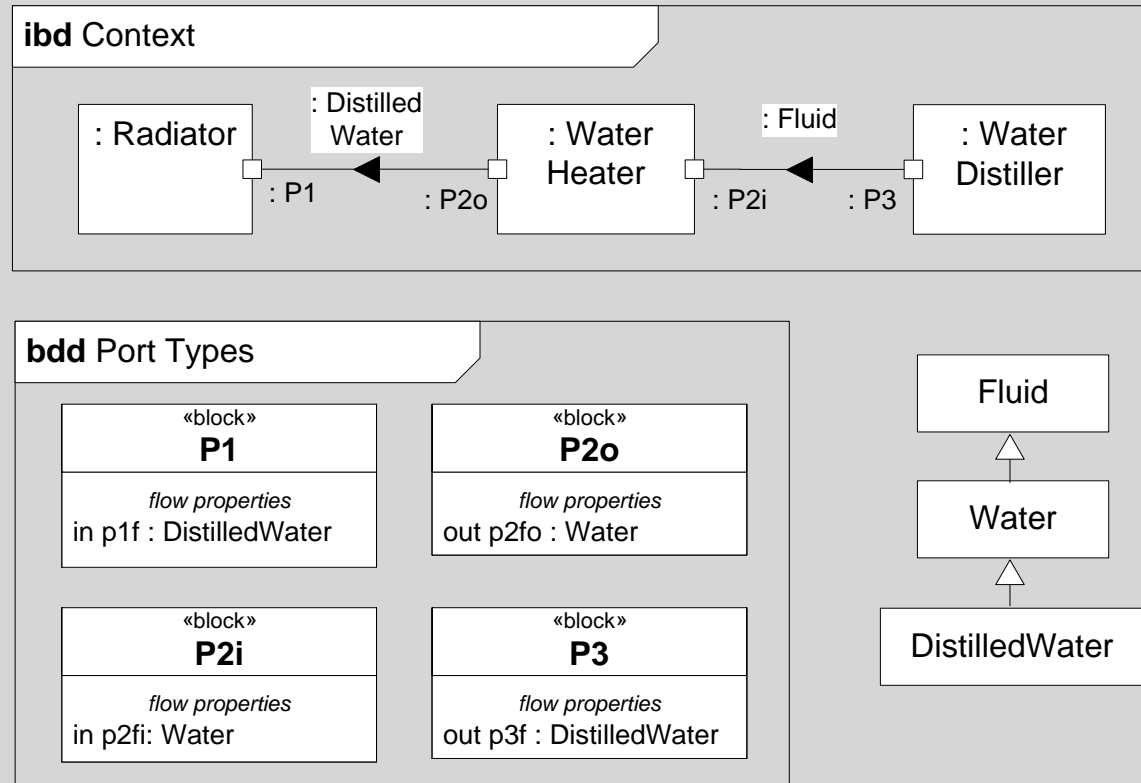 ibd Context
: Radiator
: Distilled
Water
: Water
Heater
: Fluid
: Water
Distiller
: P1
: P2o
: P2i
: P3
bdd Port Types
«block»
P1
flow properties
in p1f : DistilledWater
«block»
P2o
flow properties
out p2fo : Water
«block»
P2i
flow properties
in p2fi: Water
«block»
P3
flow properties
out p3f : DistilledWater
Fluid
Water
DistilledWater